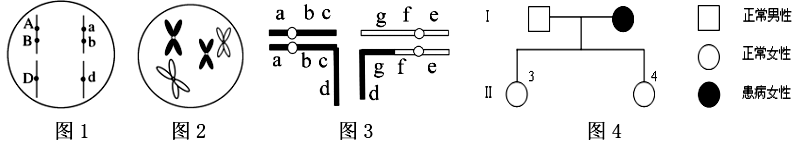 A a
B b
D d
图1
图2
a b c
a b c
d
g f e
g f e
d
图3
I
II
3
4
图4
正常男性
正常女性
患病女性